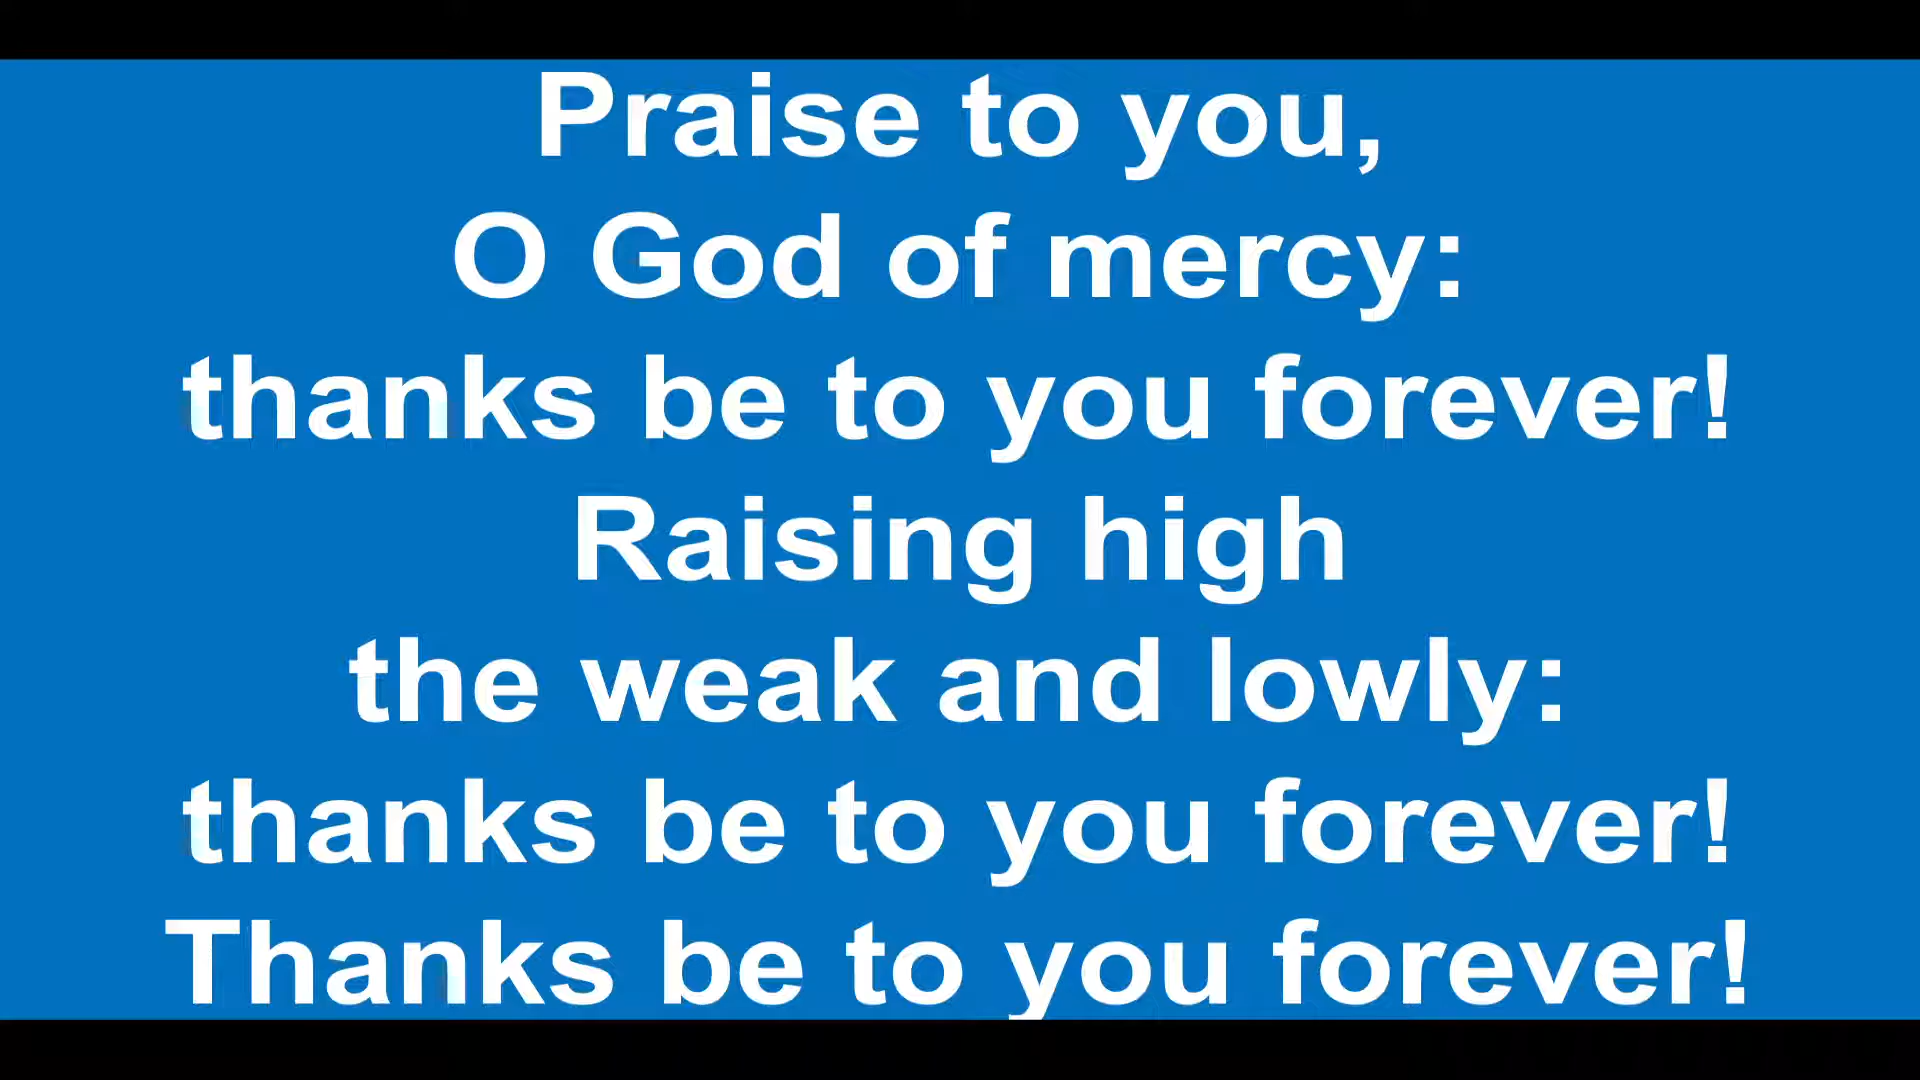 Praise to you,
O God of mercy:
thanks be to you forever!
Raising high
the weak and lowly:
thanks be to you forever!
Thanks be to you forever!